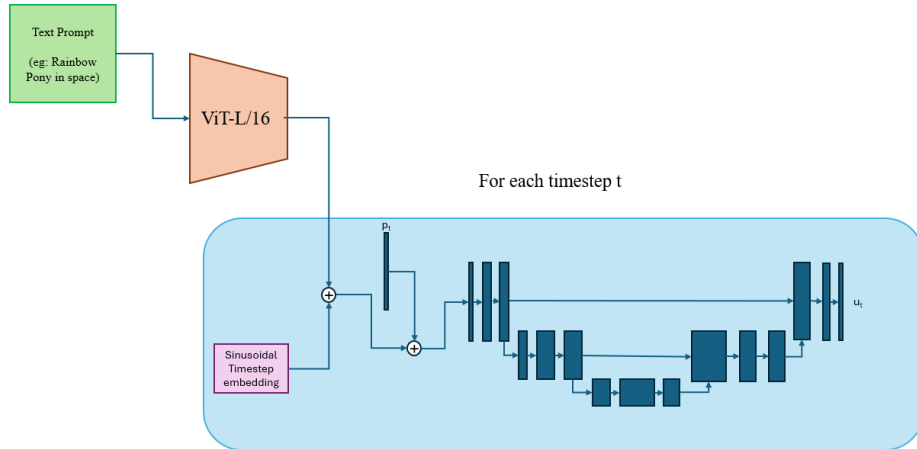 Text Prompt
(eg: Rainbow
Pony in space)
ViT-L/16
For each timestep t
pt
+
+
Sinusoidal
Timestep
embedding
ut